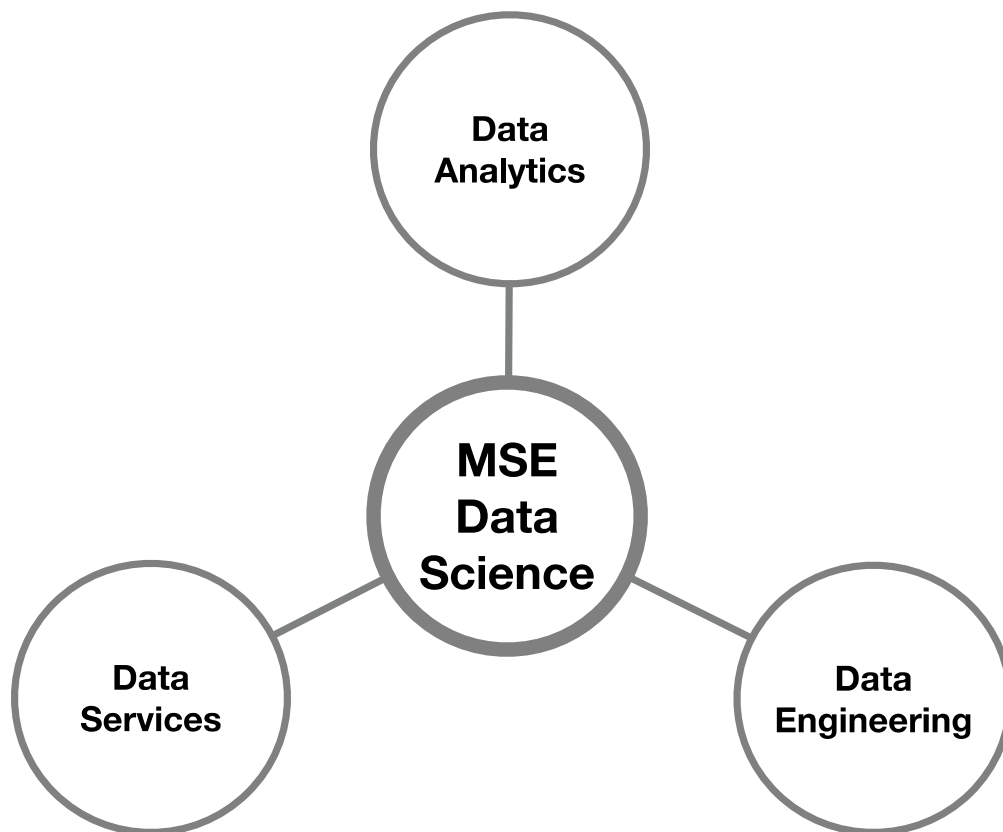 Data
Analytics
MSE
Data
Science
Data
Services
Data
Engineering